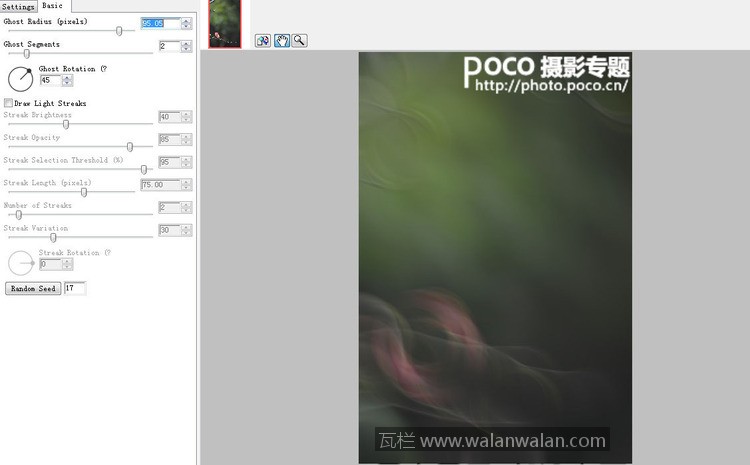 Settings Basic
Ghost Radius (pixels) 95.05
Ghost Segments 2
Ghost Rotation (?
45
Draw Light Streaks
Streak Brightness 40
Streak Opacity 85
Streak Selection Threshold (%) 95
Streak Length (pixels) 75.00
Number of Streaks 2
Streak Variation 30
Streak Rotation (?
0
Random Seed 17
poco 摄影专题
http://photo.poco.cn/
瓦栏 www.walanwalan.com